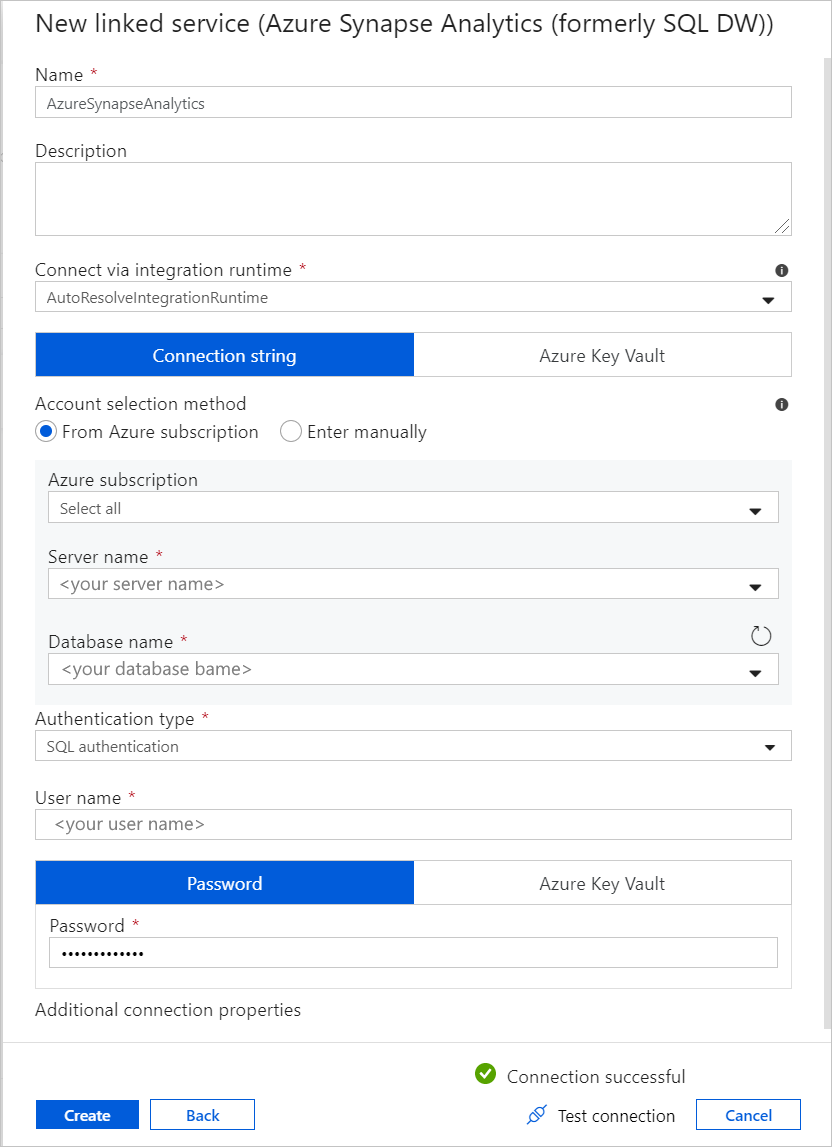 New linked service (Azure Synapse Analytics (formerly SQL DW))
Name *
AzureSynapseAnalytics
Description
Connect via integration runtime *
AutoResolveIntegrationRuntime
Connection string
Azure Key Vault
Account selection method
From Azure subscription
Enter manually
Azure subscription
Select all
Server name *
<your server name>
Database name *
<your database bame>
Authentication type *
SQL authentication
User name *
<your user name>
Password
Azure Key Vault
Password *
•••••••••••••
Additional connection properties
Connection successful
Create
Back
Test connection
Cancel